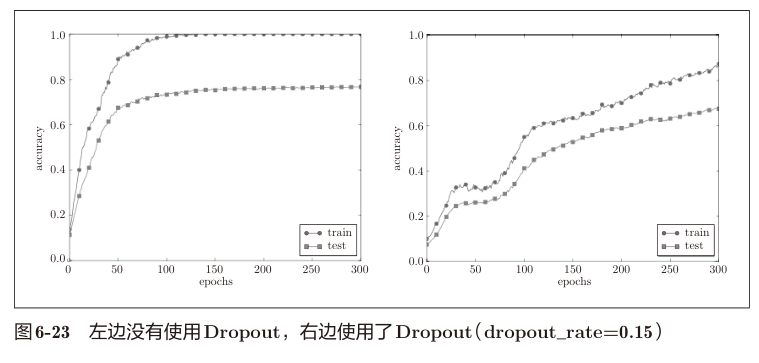 1.0
0.8
0.6
0.4
0.2
0.0
accuracy
0 50 100 150 200 250 300
epochs
train
test
1.0
0.8
0.6
0.4
0.2
0.0
accuracy
0 50 100 150 200 250 300
epochs
train
test
图6-23 左边没有使用Dropout，右边使用了Dropout（dropout_rate=0.15）